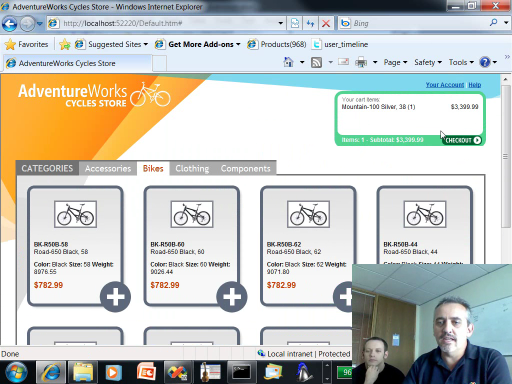 AdventureWorks Cycles Store - Windows Internet Explorer
http://localhost:52220/Default.htm#
Bing
Favorites
Suggested Sites
Get More Add-ons
Products(968)
user_timeline
AdventureWorks Cycles Store
Page
Safety
Tools
AdventureWorks
CYCLES STORE
Your Account
Help
Your cart items:
Mountain-100 Silver, 38 (1) $3,399.99
Items: 1 - Subtotal: $3,399.99
CHECKOUT
CATEGORIES
Accessories
Bikes
Clothing
Components
BK-R50B-58
Road-650 Black, 58
Color: Black Size: 58 Weight:
8976.55
$782.99
BK-R50B-60
Road-650 Black, 60
Color: Black Size: 60 Weight:
9026.44
$782.99
BK-R50B-62
Road-650 Black, 62
Color: Black Size: 62 Weight:
9071.80
$782.99
BK-R50B-44
Road-650 Black, 44
Done
Local intranet | Protected